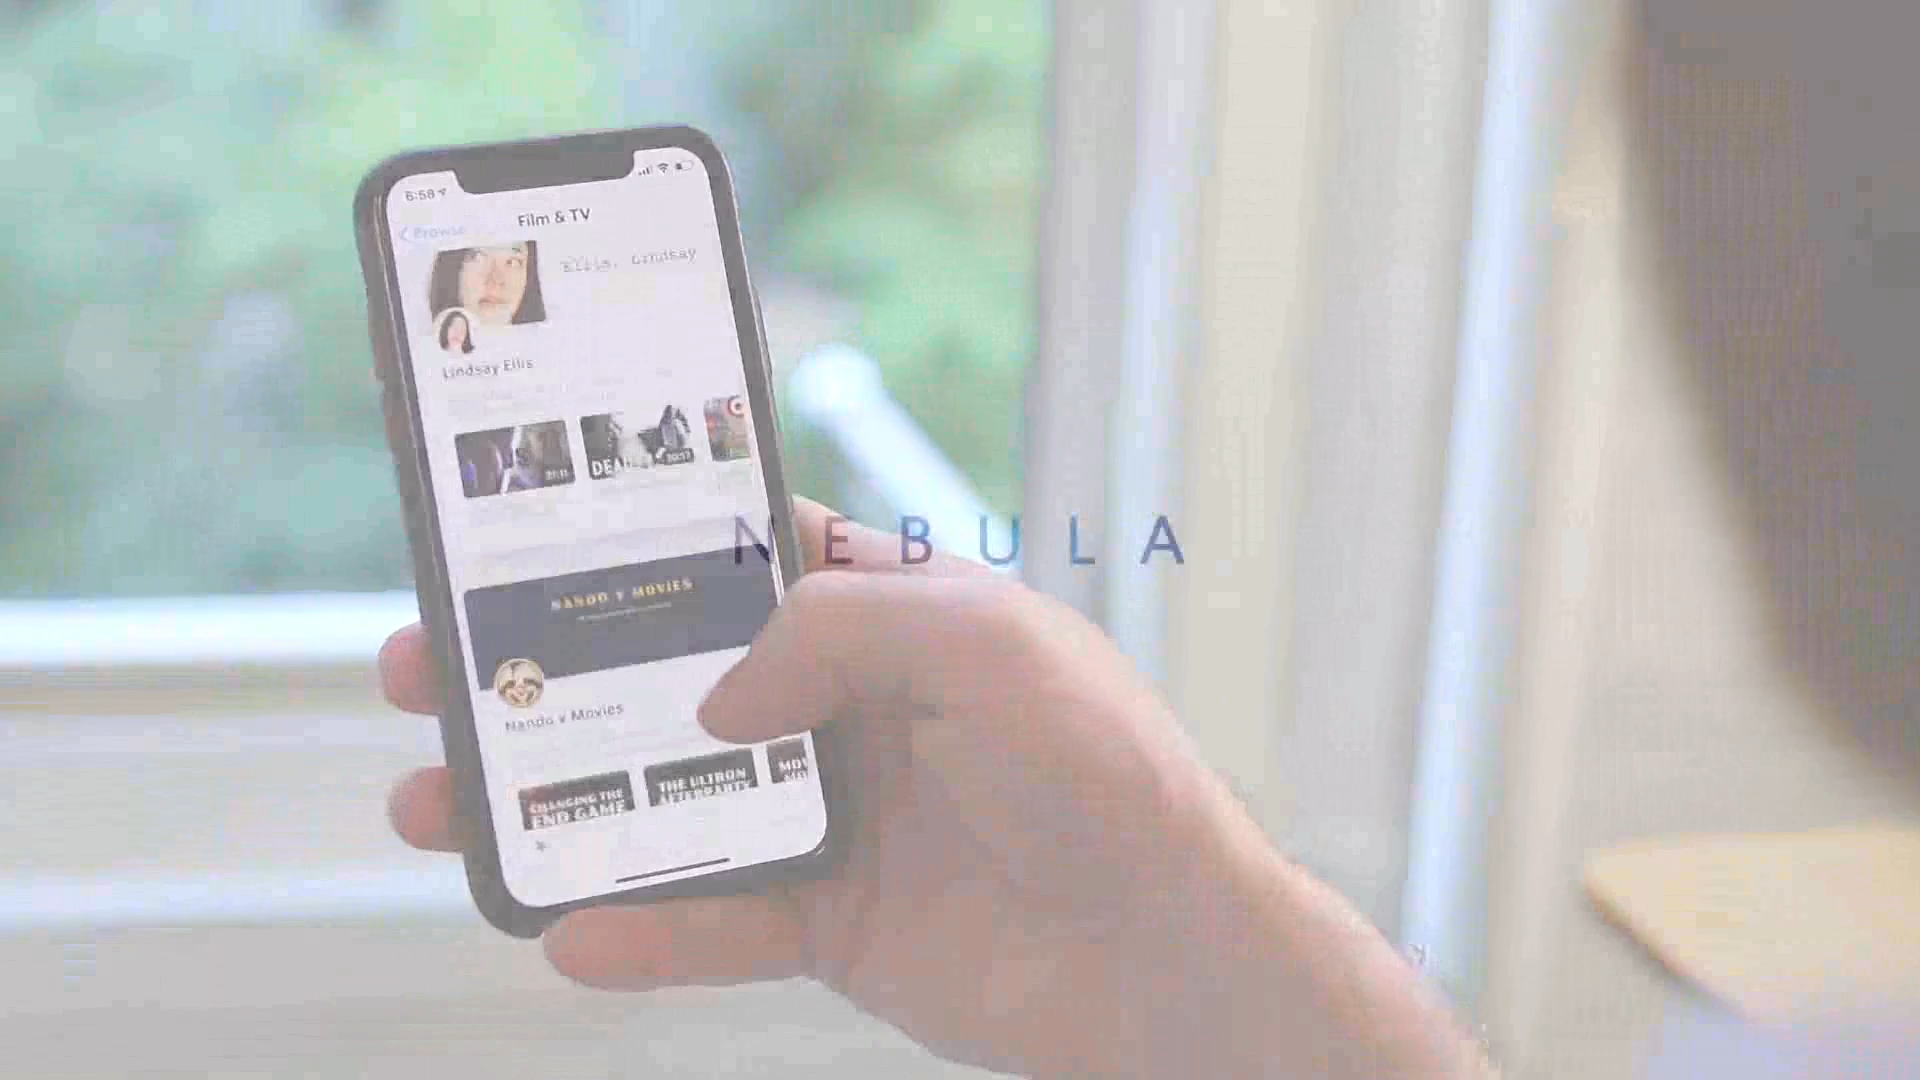 6:58
Film & TV
Browse
Ellis, Lindsay
Lindsay Ellis
NEBULA
NANDO V MOVIES
Nando v Movies
CHANGING THE
END GAME
THE ULTRON
AFTERPARTY